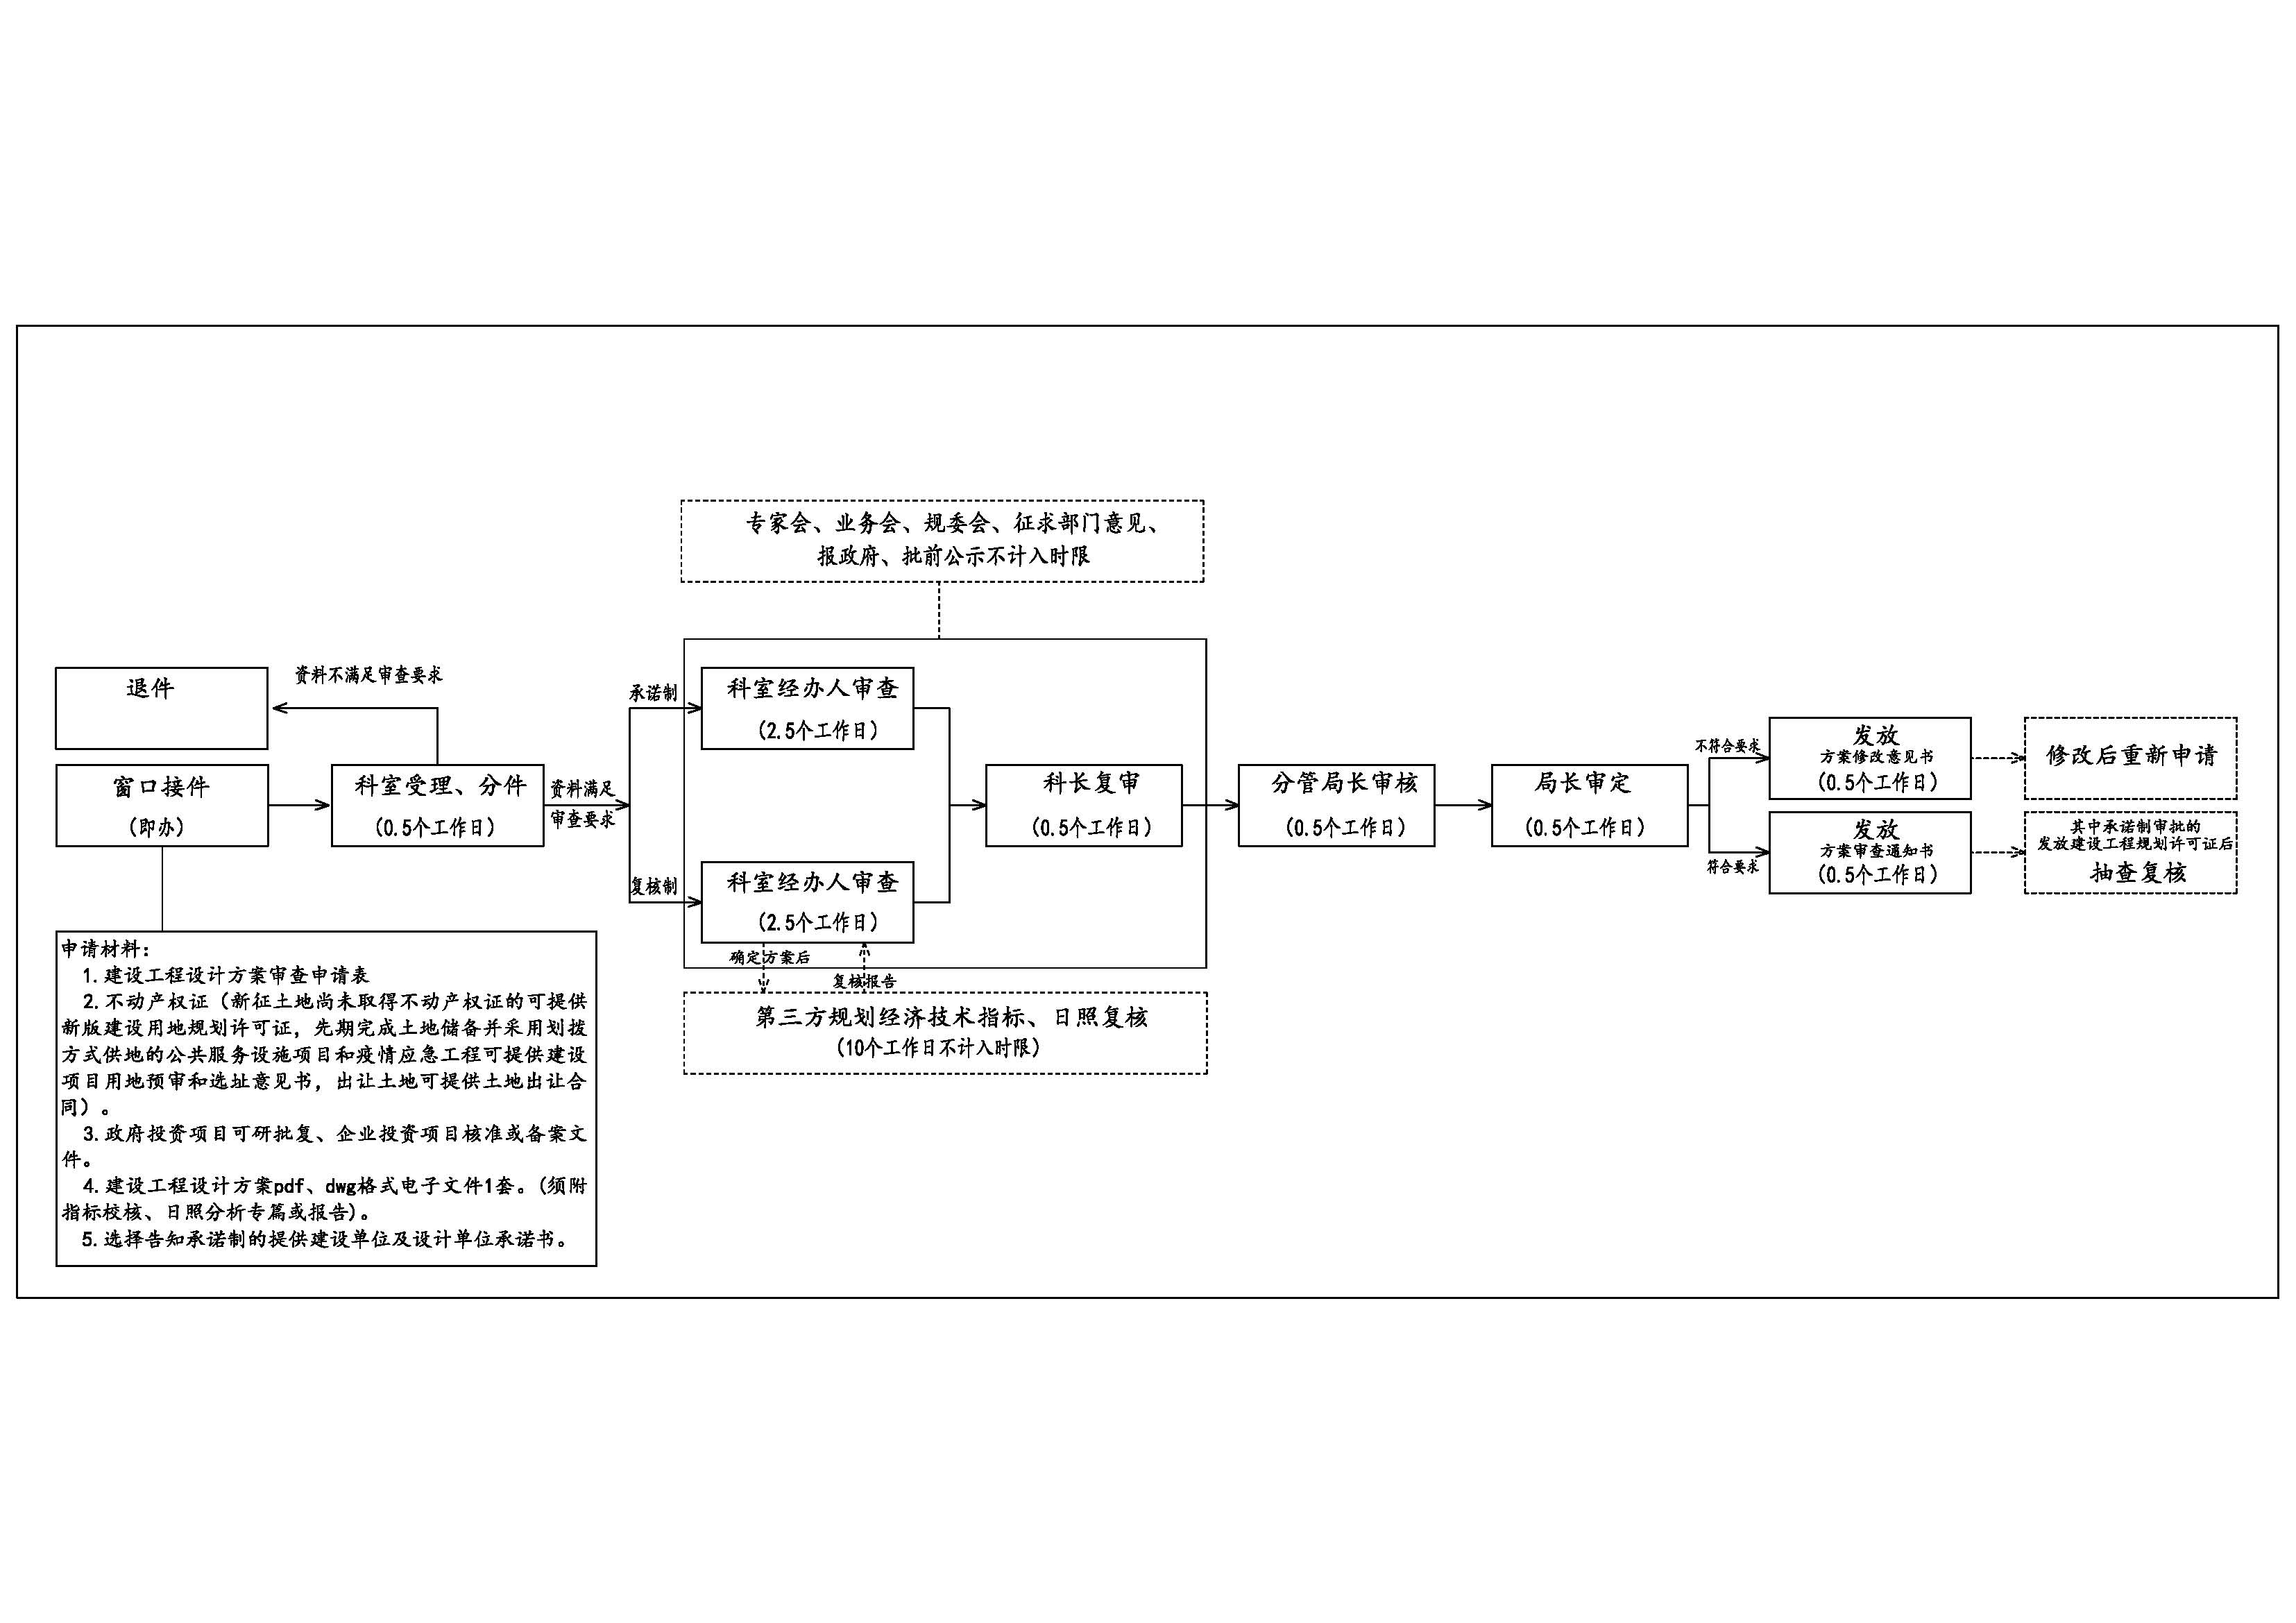 专家会、业务会、规委会、征求部门意见、
报政府、批前公示不计入时限
退件
资料不满足审查要求
窗口接件
（即办）
科室受理、分件
（0.5个工作日）
资料满足
审查要求
承诺制
科室经办人审查
（2.5个工作日）
复核制
科室经办人审查
（2.5个工作日）
确定方案后
复核报告
第三方规划经济技术指标、日照复核
（10个工作日不计入时限）
科长复审
（0.5个工作日）
分管局长审核
（0.5个工作日）
局长审定
（0.5个工作日）
不符合要求
发放
方案修改意见书
（0.5个工作日）
修改后重新申请
符合要求
发放
方案审查通知书
（0.5个工作日）
其中承诺制审批的
发放建设工程规划许可证后
抽查复核
申请材料：
1.建设工程设计方案审查申请表
2.不动产权证（新征土地尚未取得不动产权证的可提供
新版建设用地规划许可证，先期完成土地储备并采用划拨
方式供地的公共服务设施项目和疫情应急工程可提供建设
项目用地预审和选址意见书，出让土地可提供土地出让合
同）。
3.政府投资项目可研批复、企业投资项目核准或备案文
件。
4.建设工程设计方案pdf、dwg格式电子文件1套。(须附
指标校核、日照分析专篇或报告)。
5.选择告知承诺制的提供建设单位及设计单位承诺书。